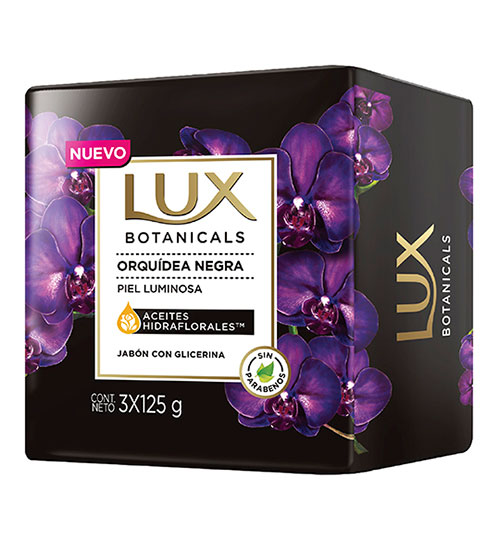 NUEVO
LUX
BOTANICALS
ORQUÍDEA NEGRA
PIEL LUMINOSA
ACEITES
HIDRAFLORALES™
JABÓN CON GLICERINA
CONT.
NETO 3X125 g
SIN
PARABENOS
LUX
BOTANICALS